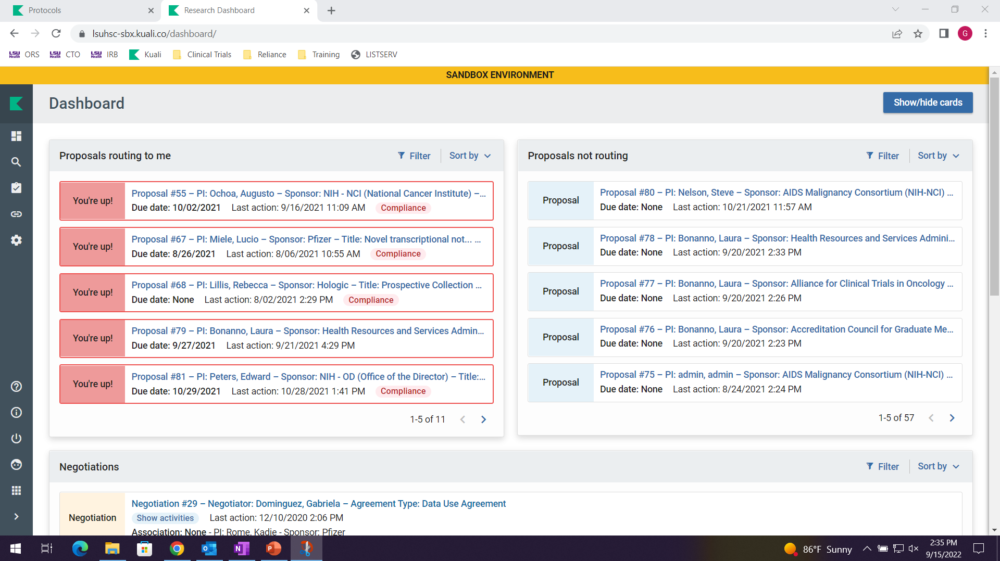 Protocols
Research Dashboard
lsuhsc-sbx.kuali.co/dashboard/
G
LSU Health ORS
LSU Health CTO
LSU Health IRB
Kuali
Clinical Trials
Reliance
Training
LISTSERV
SANDBOX ENVIRONMENT
Dashboard
Show/hide cards
Proposals routing to me
Filter
Sort by
You're up!
Proposal #55 – PI: Ochoa, Augusto – Sponsor: NIH - NCI (National Cancer Institute) –...
Due date: 10/02/2021 Last action: 9/16/2021 11:09 AM Compliance
You're up!
Proposal #67 – PI: Miele, Lucio – Sponsor: Pfizer – Title: Novel transcriptional not... ...
Due date: 8/26/2021 Last action: 8/06/2021 10:55 AM Compliance
You're up!
Proposal #68 – PI: Lillis, Rebecca – Sponsor: Hologic – Title: Prospective Collection ...
Due date: None Last action: 8/02/2021 2:29 PM Compliance
You're up!
Proposal #79 – PI: Bonanno, Laura – Sponsor: Health Resources and Services Admin...
Due date: 9/27/2021 Last action: 9/21/2021 4:29 PM
You're up!
Proposal #81 – PI: Peters, Edward – Sponsor: NIH - OD (Office of the Director) – Title:...
Due date: 10/29/2021 Last action: 10/28/2021 1:41 PM Compliance
1-5 of 11
Proposals not routing
Filter
Sort by
Proposal
Proposal #80 – PI: Nelson, Steve – Sponsor: AIDS Malignancy Consortium (NIH-NCI) ...
Due date: None Last action: 10/21/2021 11:57 AM
Proposal
Proposal #78 – PI: Bonanno, Laura – Sponsor: Health Resources and Services Admini...
Due date: None Last action: 9/20/2021 2:33 PM
Proposal
Proposal #77 – PI: Bonanno, Laura – Sponsor: Alliance for Clinical Trials in Oncology ...
Due date: None Last action: 9/20/2021 2:26 PM
Proposal
Proposal #76 – PI: Bonanno, Laura – Sponsor: Accreditation Council for Graduate Me...
Due date: None Last action: 9/20/2021 2:23 PM
Proposal
Proposal #75 – PI: admin, admin – Sponsor: AIDS Malignancy Consortium (NIH-NCI) ...
Due date: None Last action: 8/24/2021 2:24 PM
1-5 of 57
Negotiations
Filter
Sort by
Negotiation
Negotiation #29 – Negotiator: Dominguez, Gabriela – Agreement Type: Data Use Agreement
Show activities Last action: 12/10/2020 2:06 PM
Association: None - PI: Rome, Kadie - Sponsor: Pfizer
86°F Sunny
2:35 PM
9/15/2022